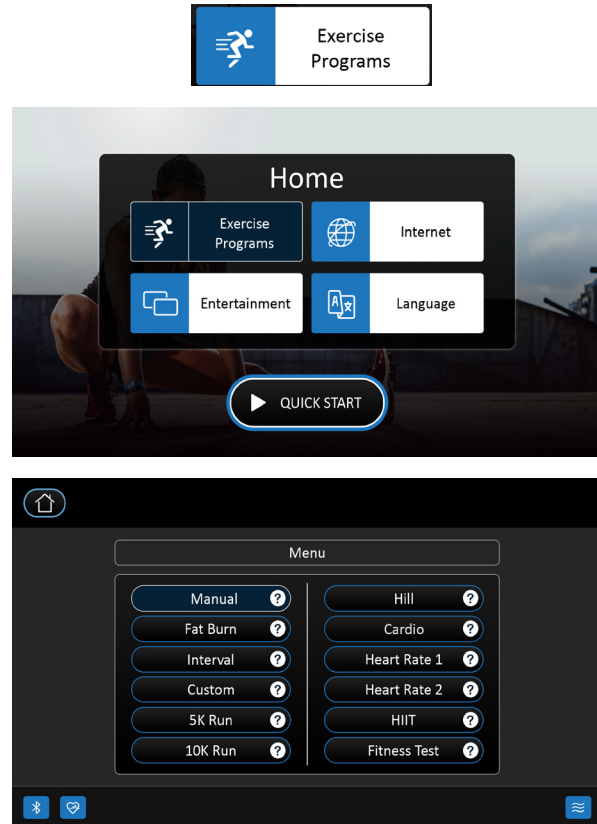 Exercise
Programs
Home
Exercise
Programs
Internet
Entertainment
Language
QUICK START
Menu
Manual ?
Hill ?
Fat Burn ?
Cardio ?
Interval ?
Heart Rate 1 ?
Custom ?
Heart Rate 2 ?
5K Run ?
HIIT ?
10K Run ?
Fitness Test ?